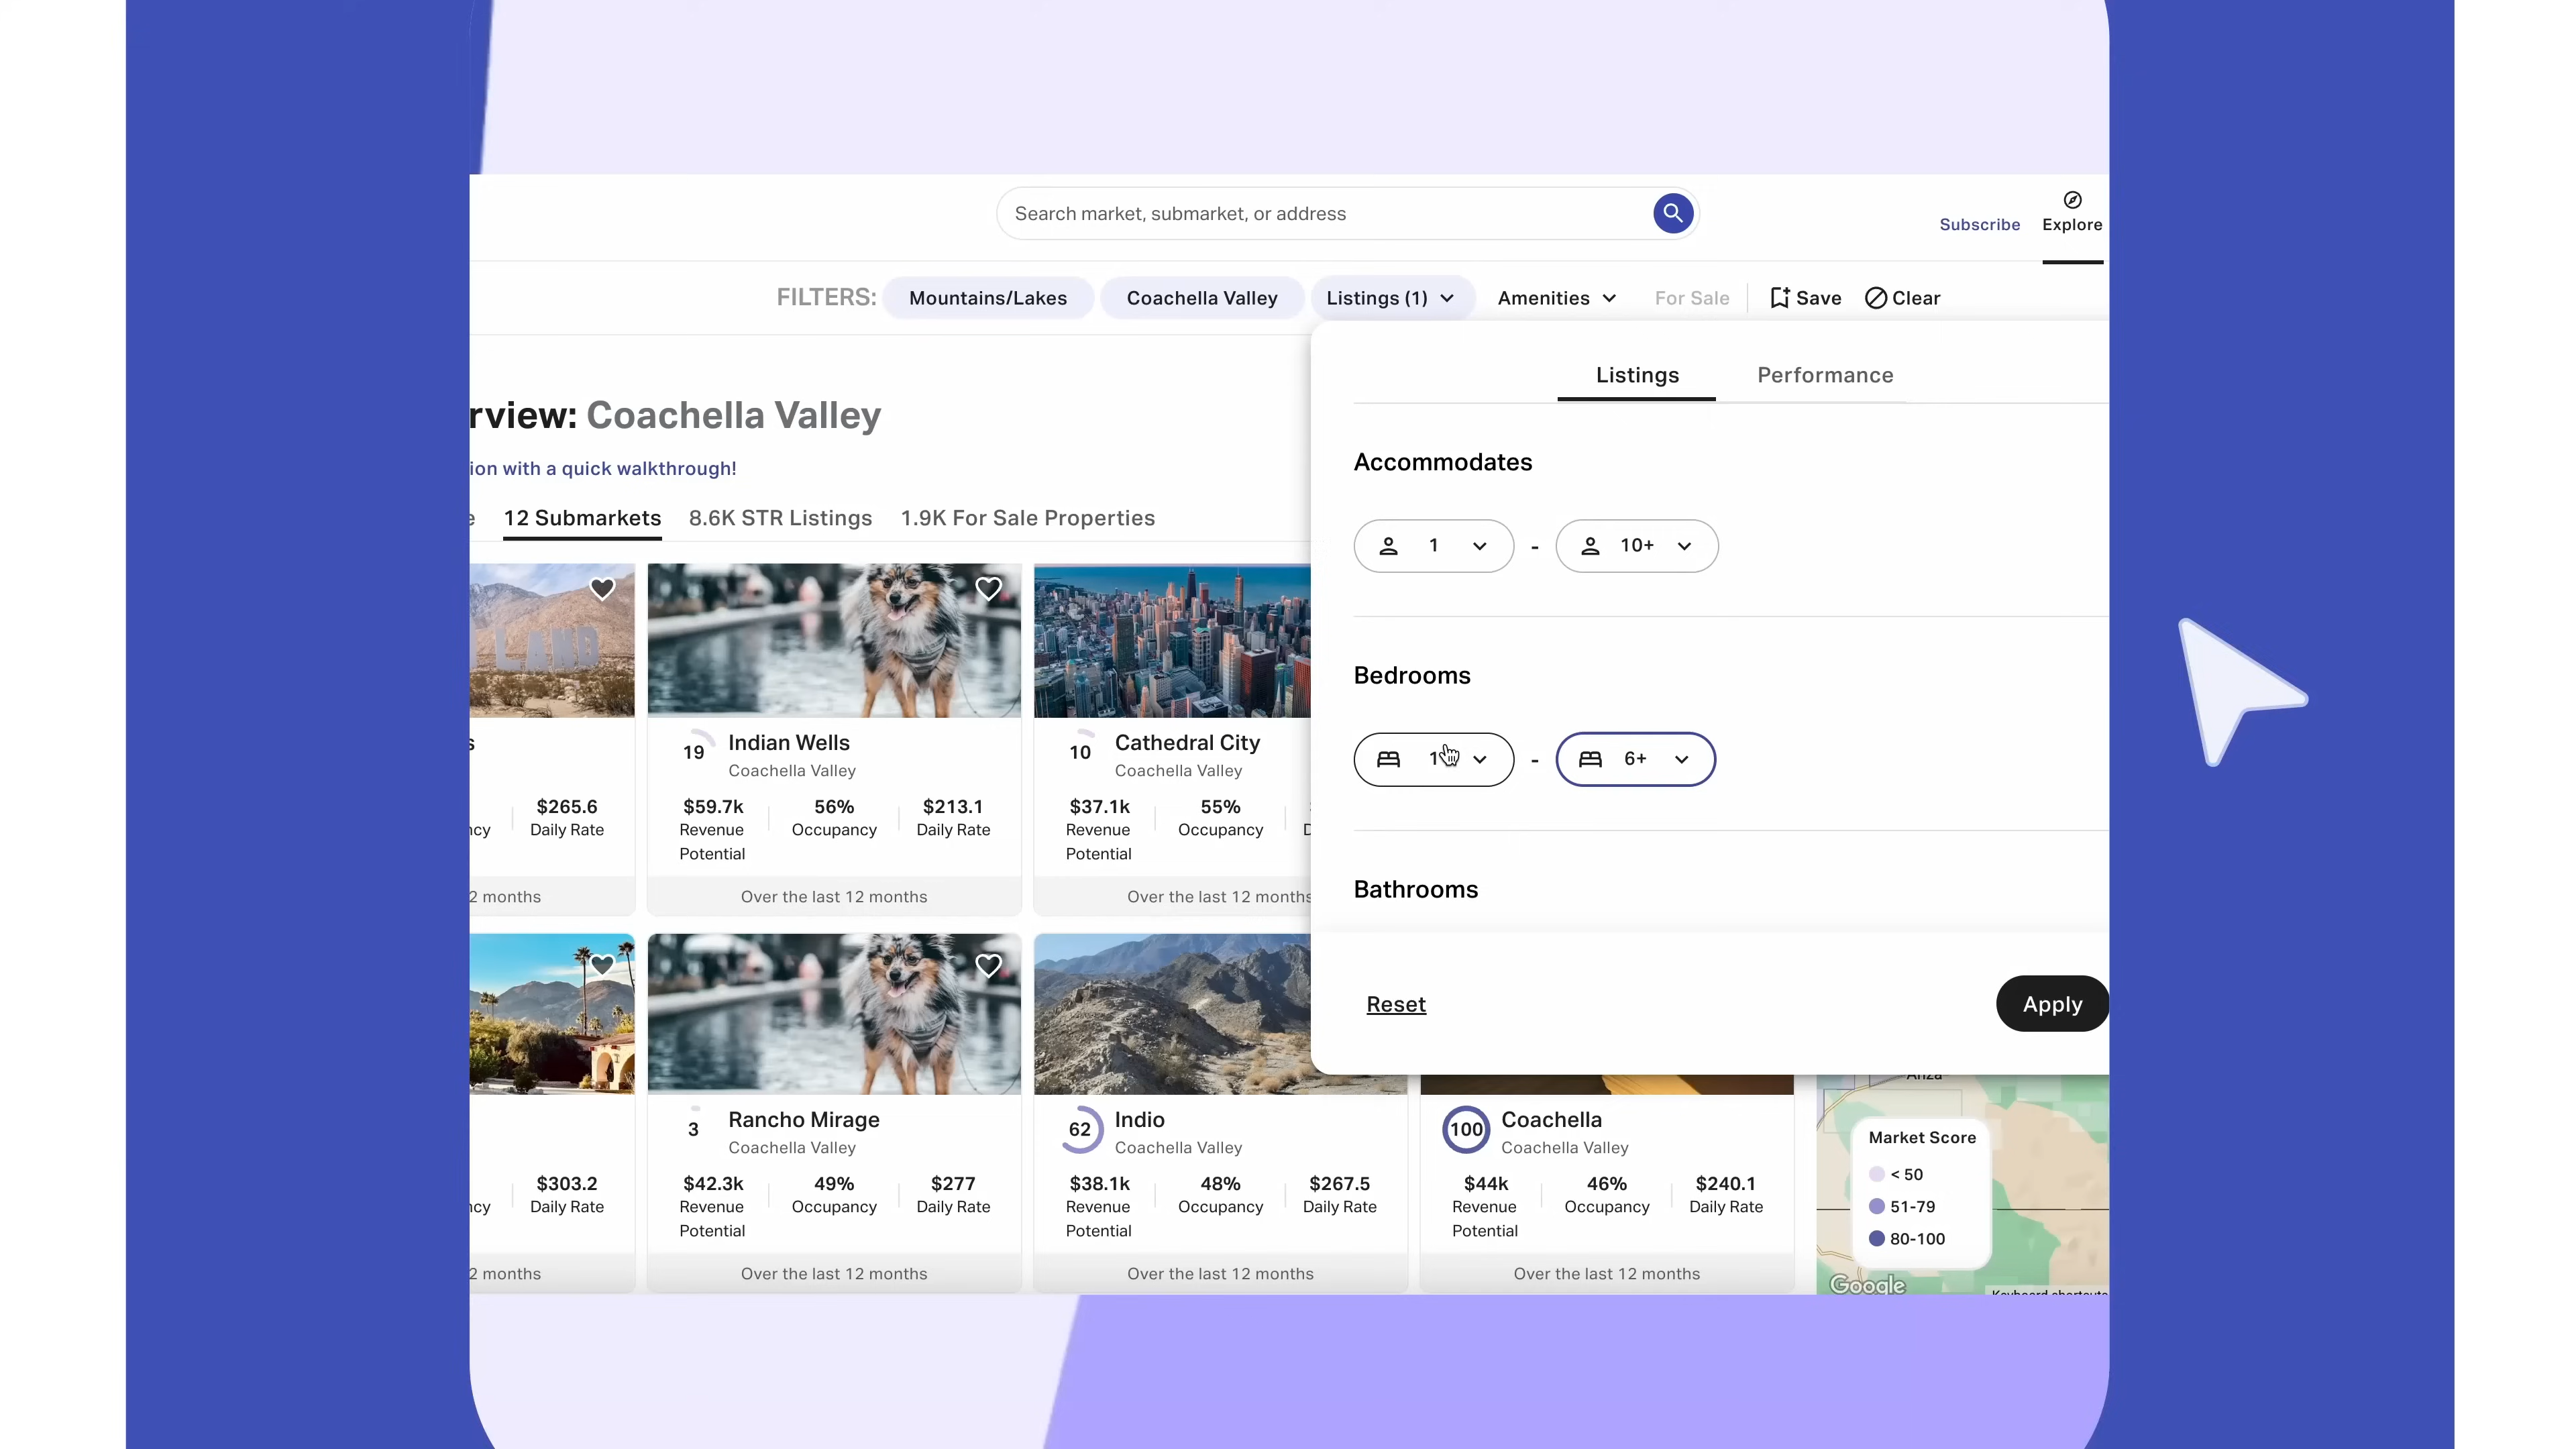 Search market, submarket, or address
Subscribe
Explore
FILTERS:
Mountains/Lakes
Coachella Valley
Listings (1)
Amenities
For Sale
Save
Clear
Listings
Performance
rview: Coachella Valley
ion with a quick walkthrough!
12 Submarkets
8.6K STR Listings
1.9K For Sale Properties
Accommodates
1
-
10+
Bedrooms
1
-
6+
Bathrooms
Reset
Apply
LAND
s
$265.6
ncy
Daily Rate
2 months
19
Indian Wells
Coachella Valley
$59.7k
56%
$213.1
Revenue
Occupancy
Daily Rate
Potential
Over the last 12 months
10
Cathedral City
Coachella Valley
$37.1k
55%
Revenue
Occupancy
D
Potential
Over the last 12 months
$303.2
ncy
Daily Rate
2 months
3
Rancho Mirage
Coachella Valley
$42.3k
49%
$277
Revenue
Occupancy
Daily Rate
Potential
Over the last 12 months
62
Indio
Coachella Valley
$38.1k
48%
$267.5
Revenue
Occupancy
Daily Rate
Potential
Over the last 12 months
100
Coachella
Coachella Valley
$44k
46%
$240.1
Revenue
Occupancy
Daily Rate
Potential
Over the last 12 months
Anza
Market Score
< 50
51-79
80-100
Google
Keyboard shortcuts